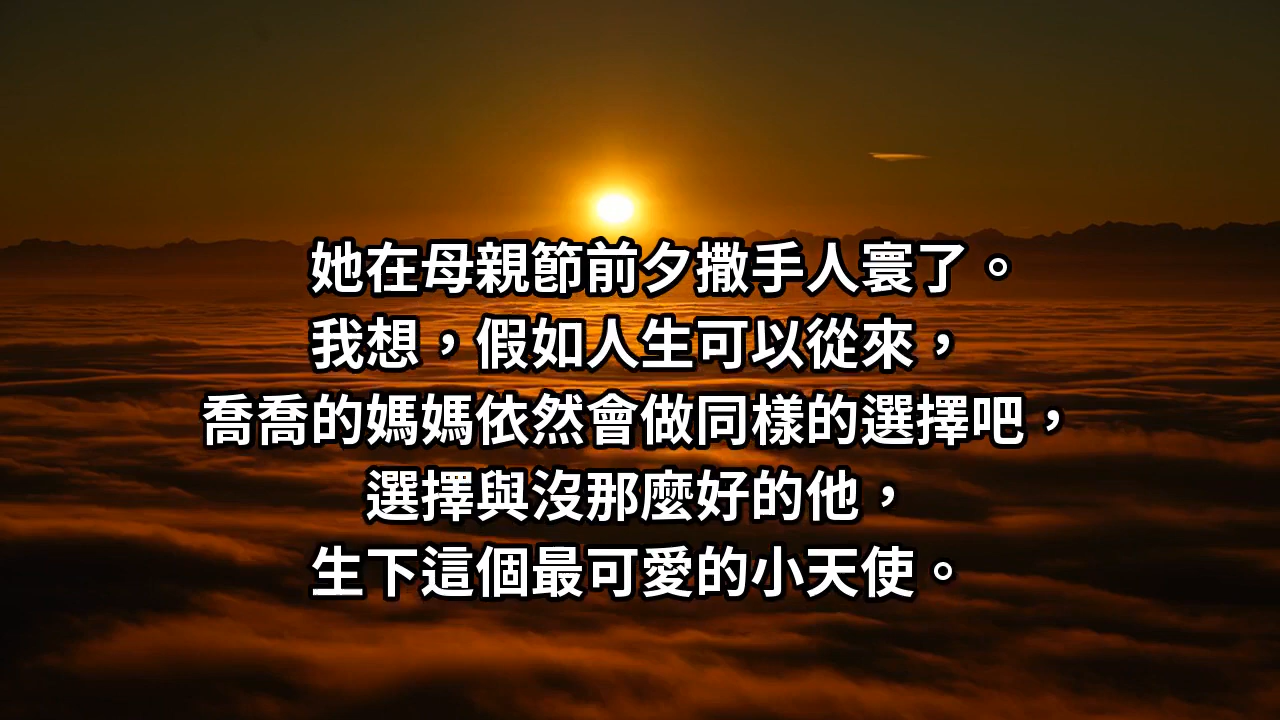 她在母親節前夕撒手人寰了。
我想，假如人生可以從來，
喬喬的媽媽依然會做同樣的選擇吧，
選擇與沒那麼好的他，
生下這個最可愛的小天使。